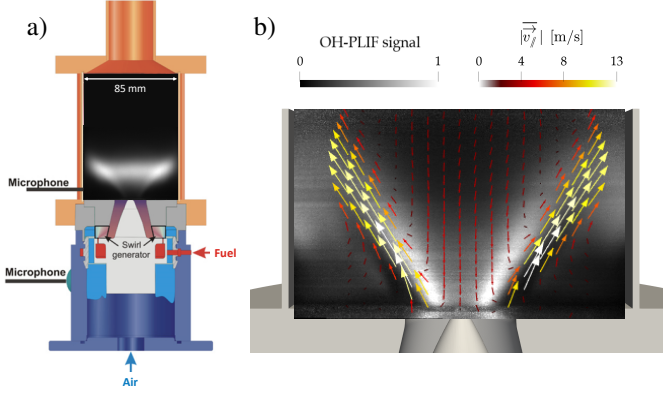 a)
85 mm
Microphone
Swirl
generator
Fuel
Microphone
Air
b)
OH-PLIF signal
0 1
|v⃗∥| [m/s]
0 4 8 13